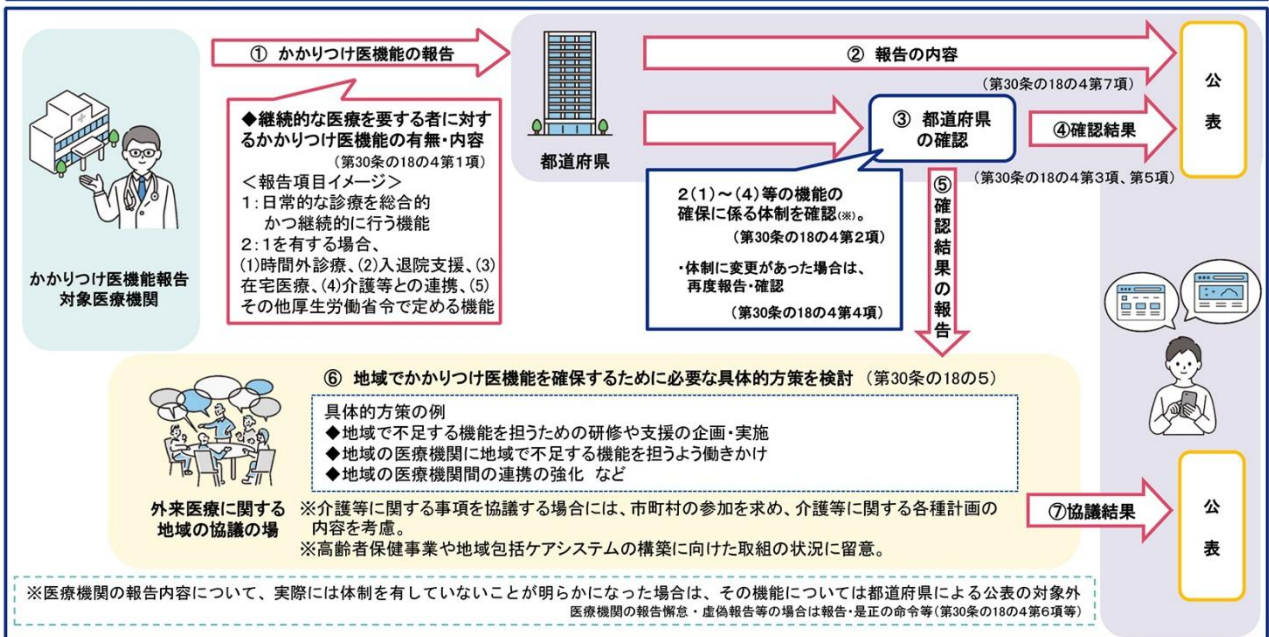 ① かかりつけ医機能の報告
② 報告の内容
(第30条の18の4第7項)
公
表
◆継続的な医療を要する者に対す
るかかりつけ医機能の有無・内容
(第30条の18の4第1項)
<報告項目イメージ>
1:日常的な診療を総合的
かつ継続的に行う機能
2:1を有する場合、
(1)時間外診療、(2)入退院支援、(3)
在宅医療、(4)介護等との連携、(5)
その他厚生労働省令で定める機能
かかりつけ医機能報告
対象医療機関
都道府県
③ 都道府県
の確認
④確認結果
(第30条の18の4第3項、第5項)
2(1)~(4)等の機能の
確保に係る体制を確認(※)。
(第30条の18の4第2項)
・体制に変更があった場合は、
再度報告・確認
(第30条の18の4第4項)
⑤確認結果の報告
⑥ 地域でかかりつけ医機能を確保するために必要な具体的方策を検討 (第30条の18の5)
具体的方策の例
◆地域で不足する機能を担うための研修や支援の企画・実施
◆地域の医療機関に地域で不足する機能を担うよう働きかけ
◆地域の医療機関間の連携の強化 など
外来医療に関する
地域の協議の場
※介護等に関する事項を協議する場合には、市町村の参加を求め、介護等に関する各種計画の
内容を考慮。
※高齢者保健事業や地域包括ケアシステムの構築に向けた取組の状況に留意。
⑦協議結果
公
表
※医療機関の報告内容について、実際には体制を有していないことが明らかになった場合は、その機能については都道府県による公表の対象外
医療機関の報告懈怠・虚偽報告等の場合は報告・是正の命令等(第30条の18の4第6項等)